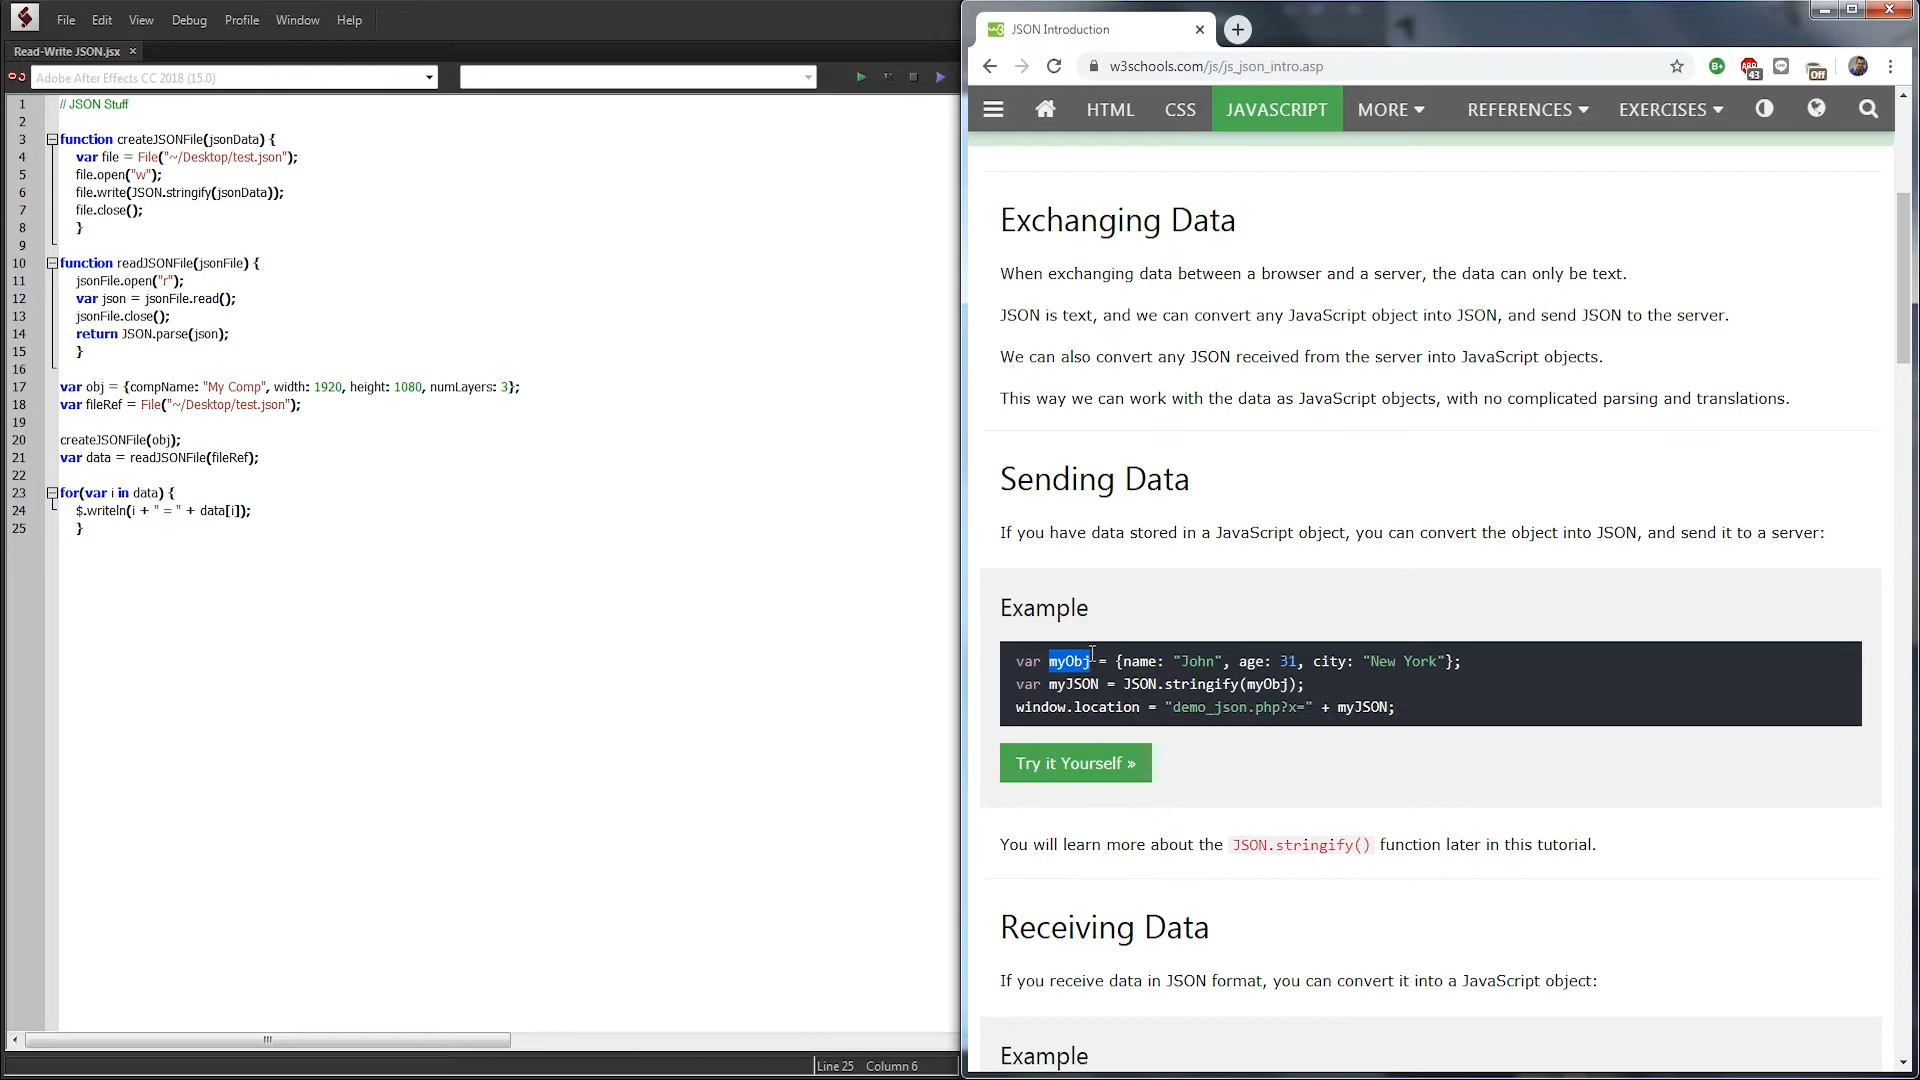 File Edit View Debug Profile Window Help
Read-Write JSON.jsx ×
Adobe After Effects CC 2018 (15.0)
1 // JSON Stuff
2
3 function createJSONFile(jsonData) {
4 var file = File("~/Desktop/test.json");
5 file.open("w");
6 file.write(JSON.stringify(jsonData));
7 file.close();
8 }
9
10 function readJSONFile(jsonFile) {
11 jsonFile.open("r");
12 var json = jsonFile.read();
13 jsonFile.close();
14 return JSON.parse(json);
15 }
16
17 var obj = {compName: "My Comp", width: 1920, height: 1080, numLayers: 3};
18 var fileRef = File("~/Desktop/test.json");
19
20 createJSONFile(obj);
21 var data = readJSONFile(fileRef);
22
23 for(var i in data) {
24 $.writeln(i + " = " + data[i]);
25 }
Line 25 Column 6
JSON Introduction
w3schools.com/js/js_json_intro.asp
43
Off
HTML CSS JAVASCRIPT MORE REFERENCES EXERCISES
Exchanging Data
When exchanging data between a browser and a server, the data can only be text.
JSON is text, and we can convert any JavaScript object into JSON, and send JSON to the server.
We can also convert any JSON received from the server into JavaScript objects.
This way we can work with the data as JavaScript objects, with no complicated parsing and translations.
Sending Data
If you have data stored in a JavaScript object, you can convert the object into JSON, and send it to a server:
Example
var myObj = {name: "John", age: 31, city: "New York"};
var myJSON = JSON.stringify(myObj);
window.location = "demo_json.php?x=" + myJSON;
Try it Yourself »
You will learn more about the JSON.stringify() function later in this tutorial.
Receiving Data
If you receive data in JSON format, you can convert it into a JavaScript object:
Example